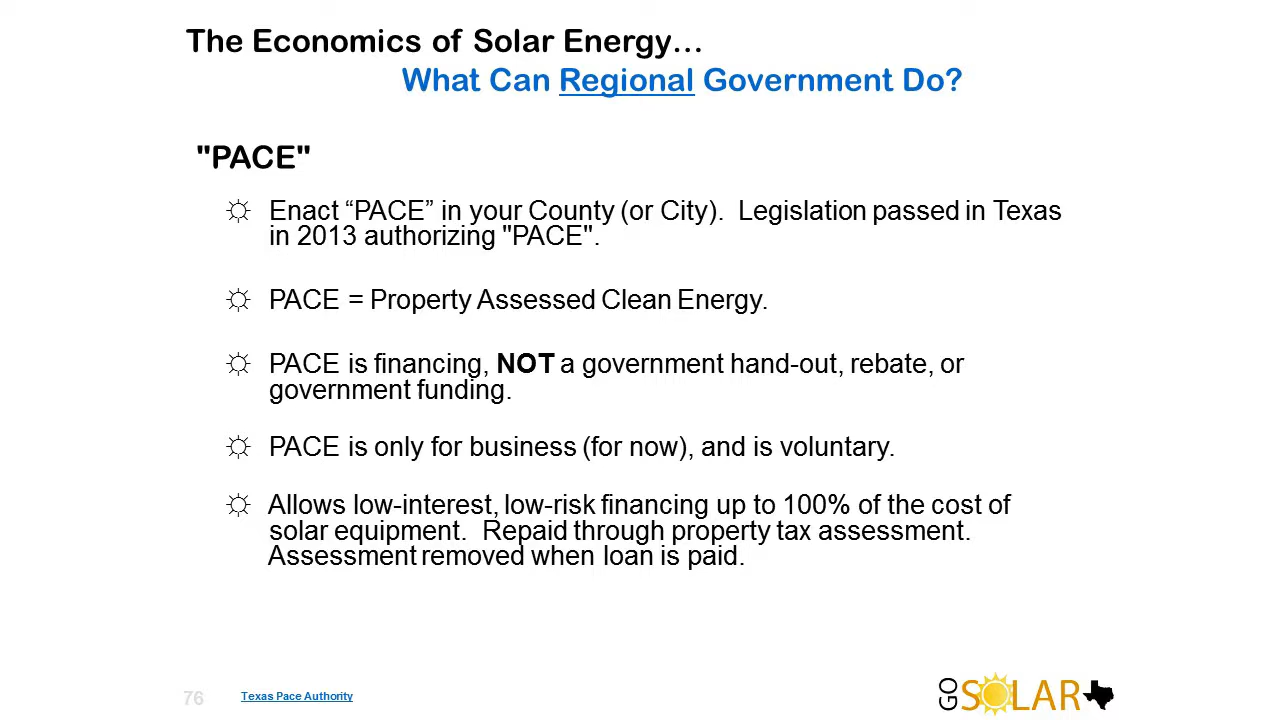 The Economics of Solar Energy…
What Can Regional Government Do?
"PACE"
Enact “PACE” in your County (or City).  Legislation passed in Texas
in 2013 authorizing "PACE".
PACE = Property Assessed Clean Energy.
PACE is financing, NOT a government hand-out, rebate, or
government funding.
PACE is only for business (for now), and is voluntary.
Allows low-interest, low-risk financing up to 100% of the cost of
solar equipment.  Repaid through property tax assessment.
Assessment removed when loan is paid.
76
Texas Pace Authority
GO SOLAR